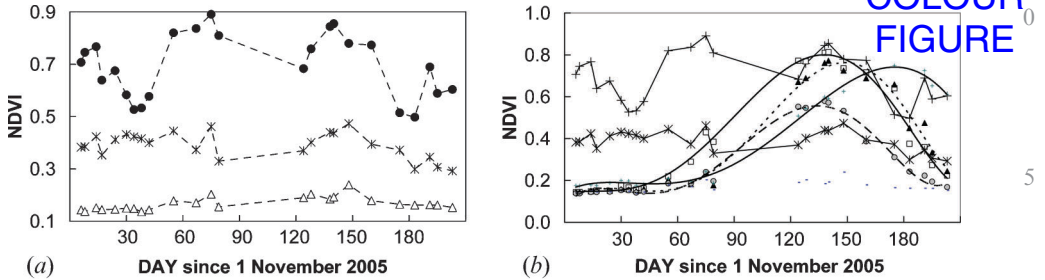 COLOUR
FIGURE
0
5
0.9
0.7
0.5
0.3
0.1
NDVI
30 60 90 120 150 180
(a) DAY since 1 November 2005
1.0
0.8
0.6
0.4
0.2
0.0
NDVI
30 60 90 120 150 180
(b) DAY since 1 November 2005